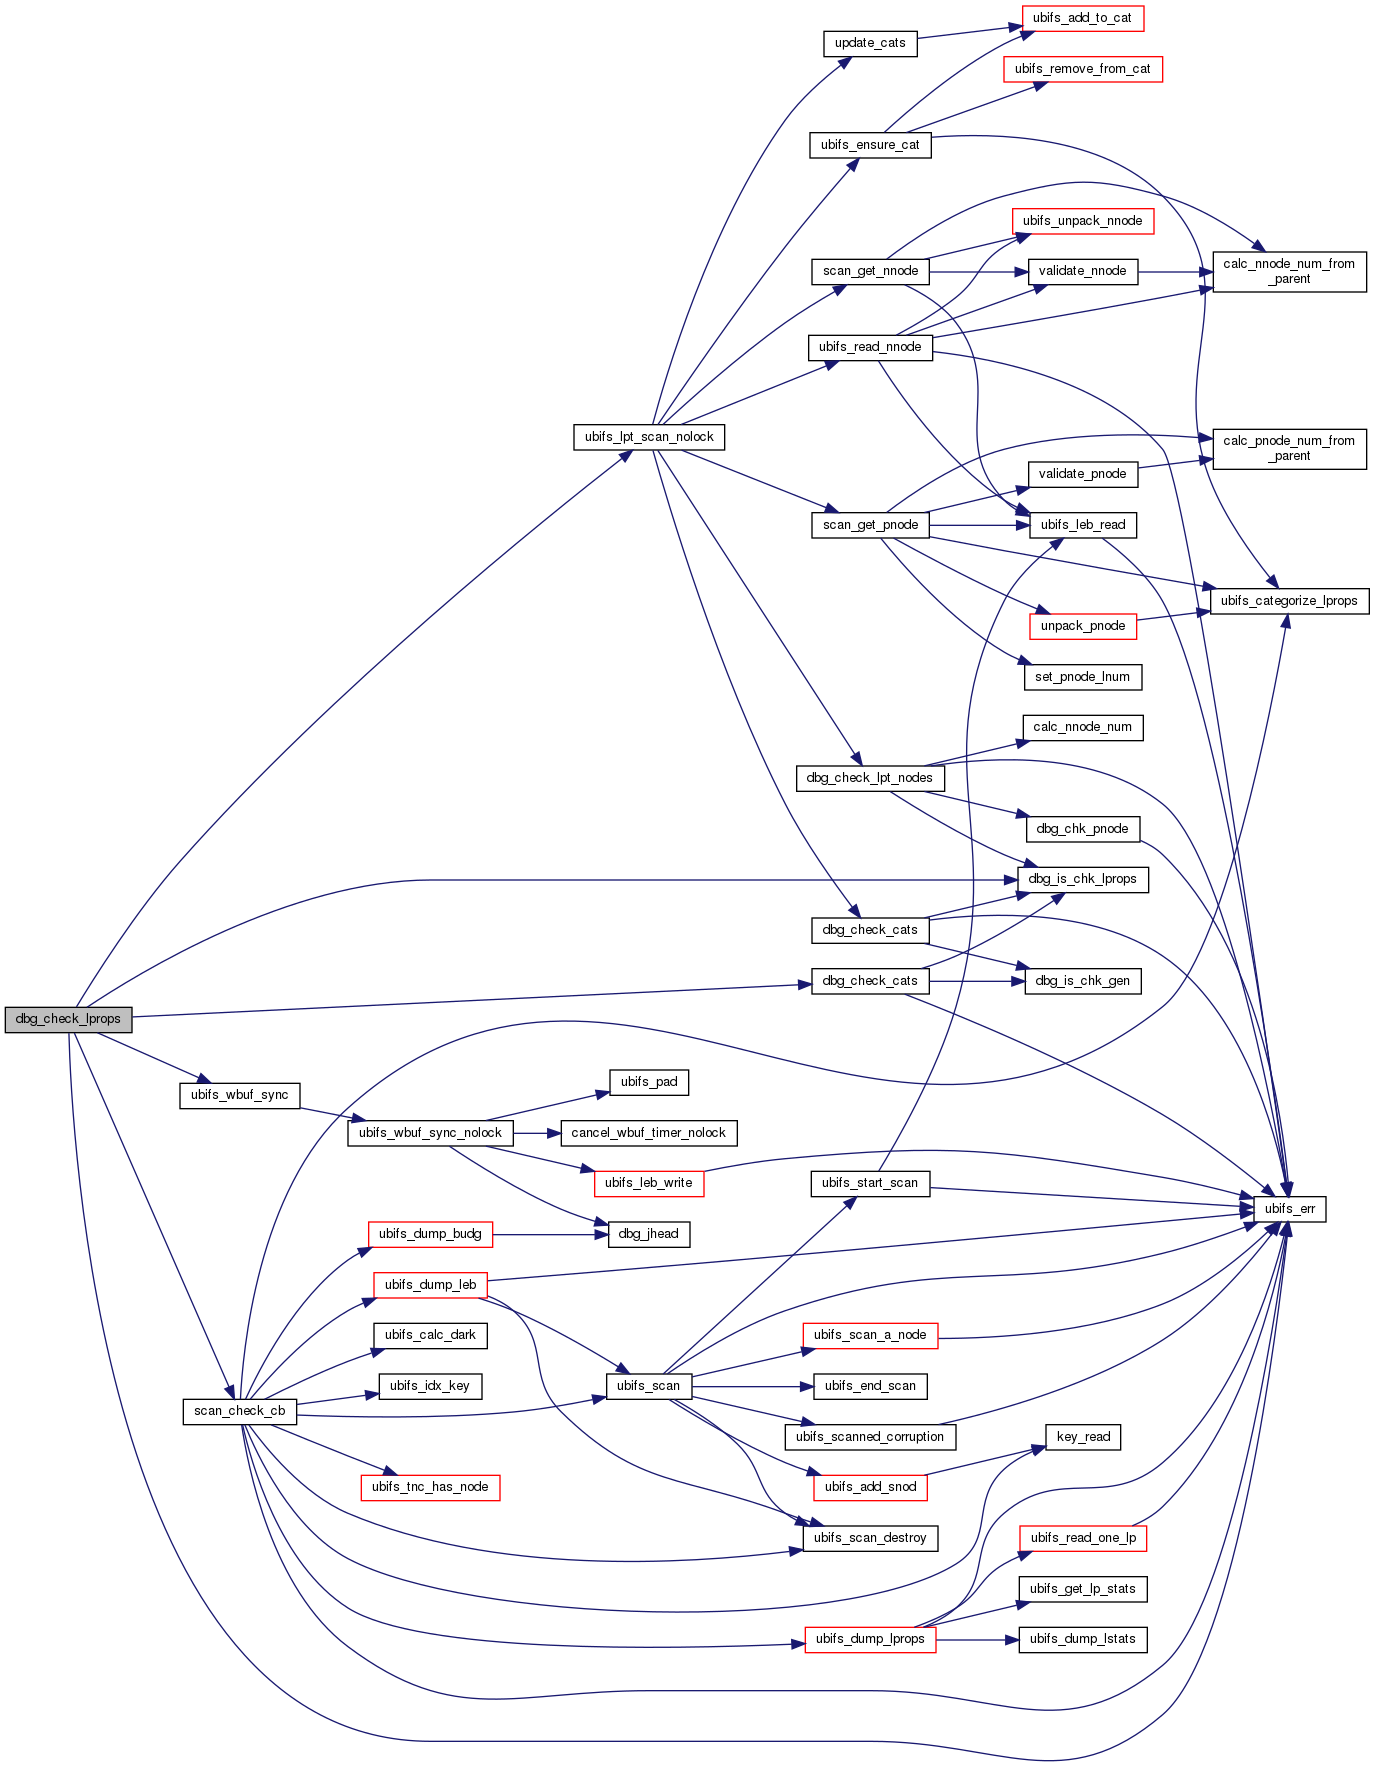 ubifs_add_to_cat
update_cats
ubifs_remove_from_cat
ubifs_ensure_cat
ubifs_unpack_nnode
scan_get_nnode
validate_nnode
calc_nnode_num_from
_parent
ubifs_read_nnode
ubifs_lpt_scan_nolock
calc_pnode_num_from
_parent
validate_pnode
scan_get_pnode
ubifs_leb_read
ubifs_categorize_lprops
unpack_pnode
set_pnode_lnum
calc_nnode_num
dbg_check_lpt_nodes
dbg_chk_pnode
dbg_is_chk_lprops
dbg_check_cats
dbg_check_cats
dbg_is_chk_gen
dbg_check_lprops
ubifs_pad
ubifs_wbuf_sync
ubifs_wbuf_sync_nolock
cancel_wbuf_timer_nolock
ubifs_leb_write
ubifs_start_scan
ubifs_err
ubifs_dump_budg
dbg_jhead
ubifs_dump_leb
ubifs_calc_dark
ubifs_scan_a_node
ubifs_idx_key
ubifs_scan
ubifs_end_scan
scan_check_cb
ubifs_scanned_corruption
key_read
ubifs_tnc_has_node
ubifs_add_snod
ubifs_scan_destroy
ubifs_read_one_lp
ubifs_get_lp_stats
ubifs_dump_lprops
ubifs_dump_lstats